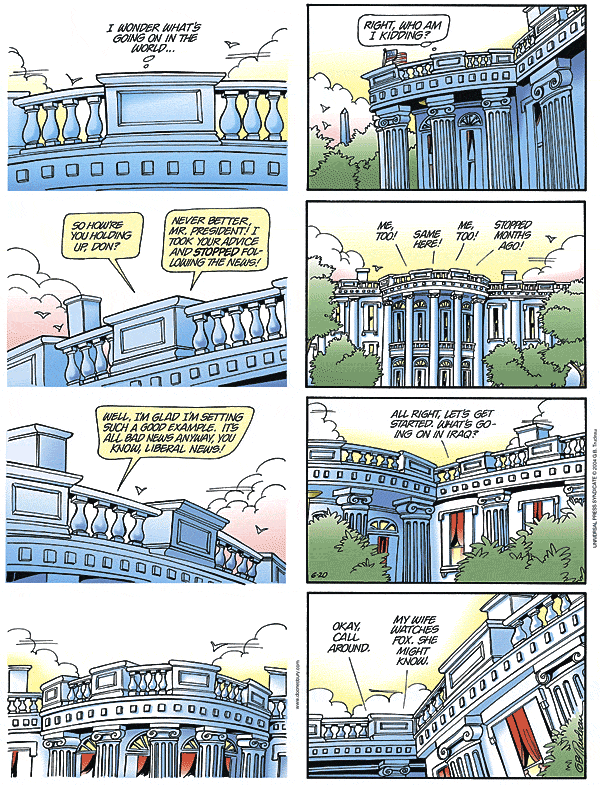 I WONDER WHAT'S
GOING ON IN THE
WORLD...
RIGHT, WHO AM
I KIDDING?
SO HOW'RE
YOU HOLDING
UP, DON?
NEVER BETTER,
MR. PRESIDENT! I
TOOK YOUR ADVICE
AND STOPPED FOL-
LOWING THE NEWS!
ME,
TOO!
SAME
HERE!
ME,
TOO!
STOPPED
MONTHS
AGO!
WELL, I'M GLAD I'M SETTING
SUCH A GOOD EXAMPLE. IT'S
ALL BAD NEWS ANYWAY, YOU
KNOW, LIBERAL NEWS!
ALL RIGHT, LET'S GET
STARTED. WHAT'S GO-
ING ON IN IRAQ?
6-20
UNIVERSAL PRESS SYNDICATE © 2004 G.B. Trudeau
www.doonesbury.com
OKAY,
CALL
AROUND.
MY WIFE
WATCHES
FOX. SHE
MIGHT
KNOW.
GBTrudeau